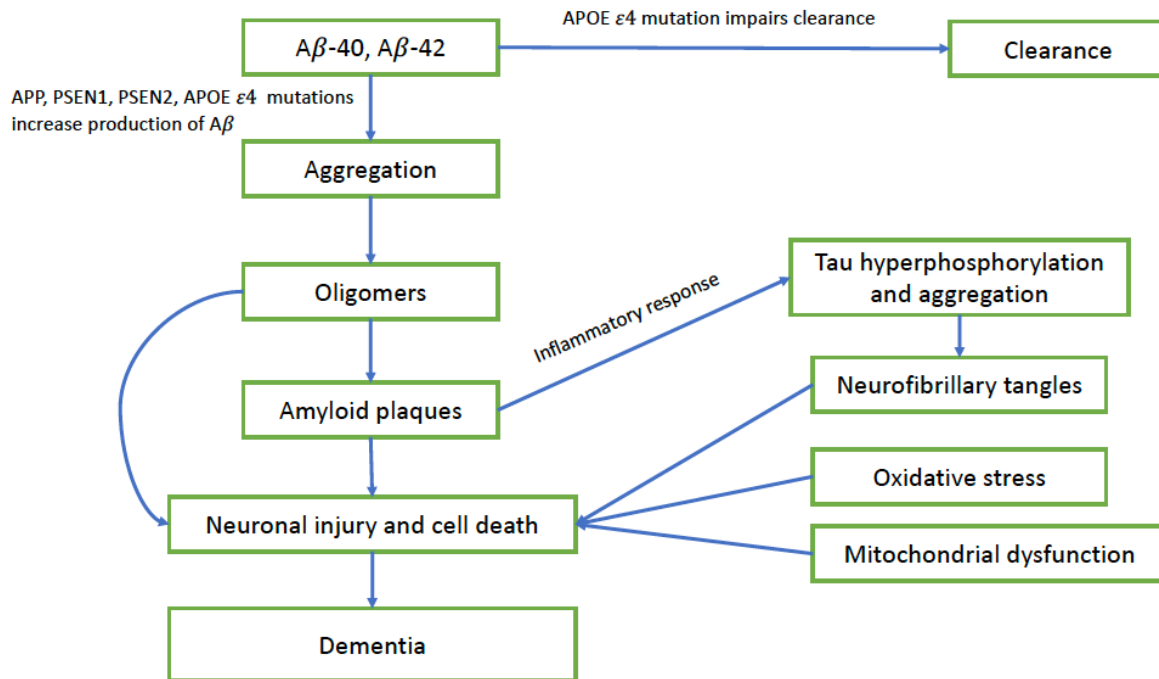 APOE ε4 mutation impairs clearance
Aβ-40, Aβ-42
Clearance
APP, PSEN1, PSEN2, APOE ε4 mutations
increase production of Aβ
Aggregation
Oligomers
Inflammatory response
Tau hyperphosphorylation
and aggregation
Amyloid plaques
Neurofibrillary tangles
Oxidative stress
Neuronal injury and cell death
Mitochondrial dysfunction
Dementia